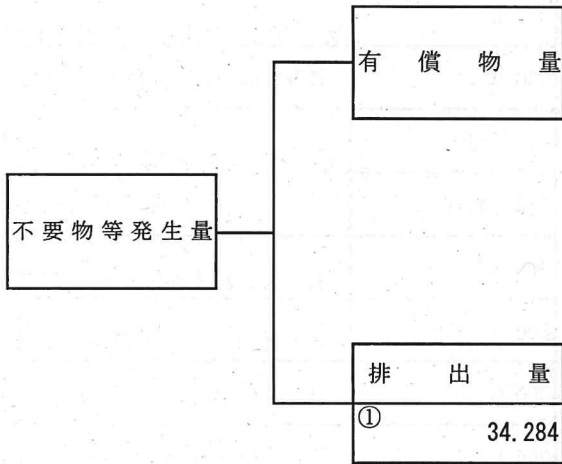 有償物量
不要物等発生量
排出量
①
34.284